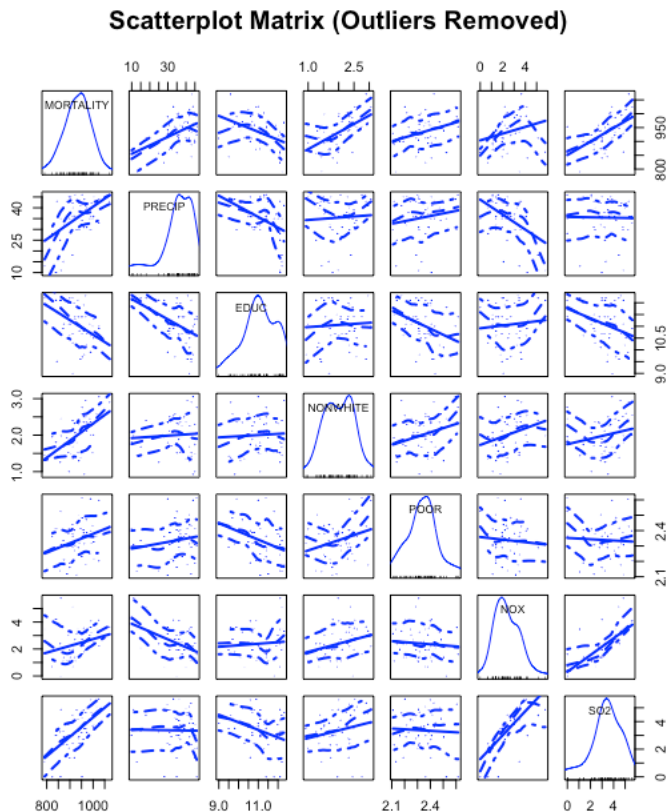 Scatterplot Matrix (Outliers Removed)
10 30
1.0 2.5
0 2 4
MORTALITY
800 950
PRECIP
10 25 40
EDUC
9.0 10.5
NONWHITE
1.0 2.0 3.0
POOR
2.1 2.4
NOX
0 2 4
SO2
0 2 4
800 1000
9.0 11.0
2.1 2.4
0 2 4